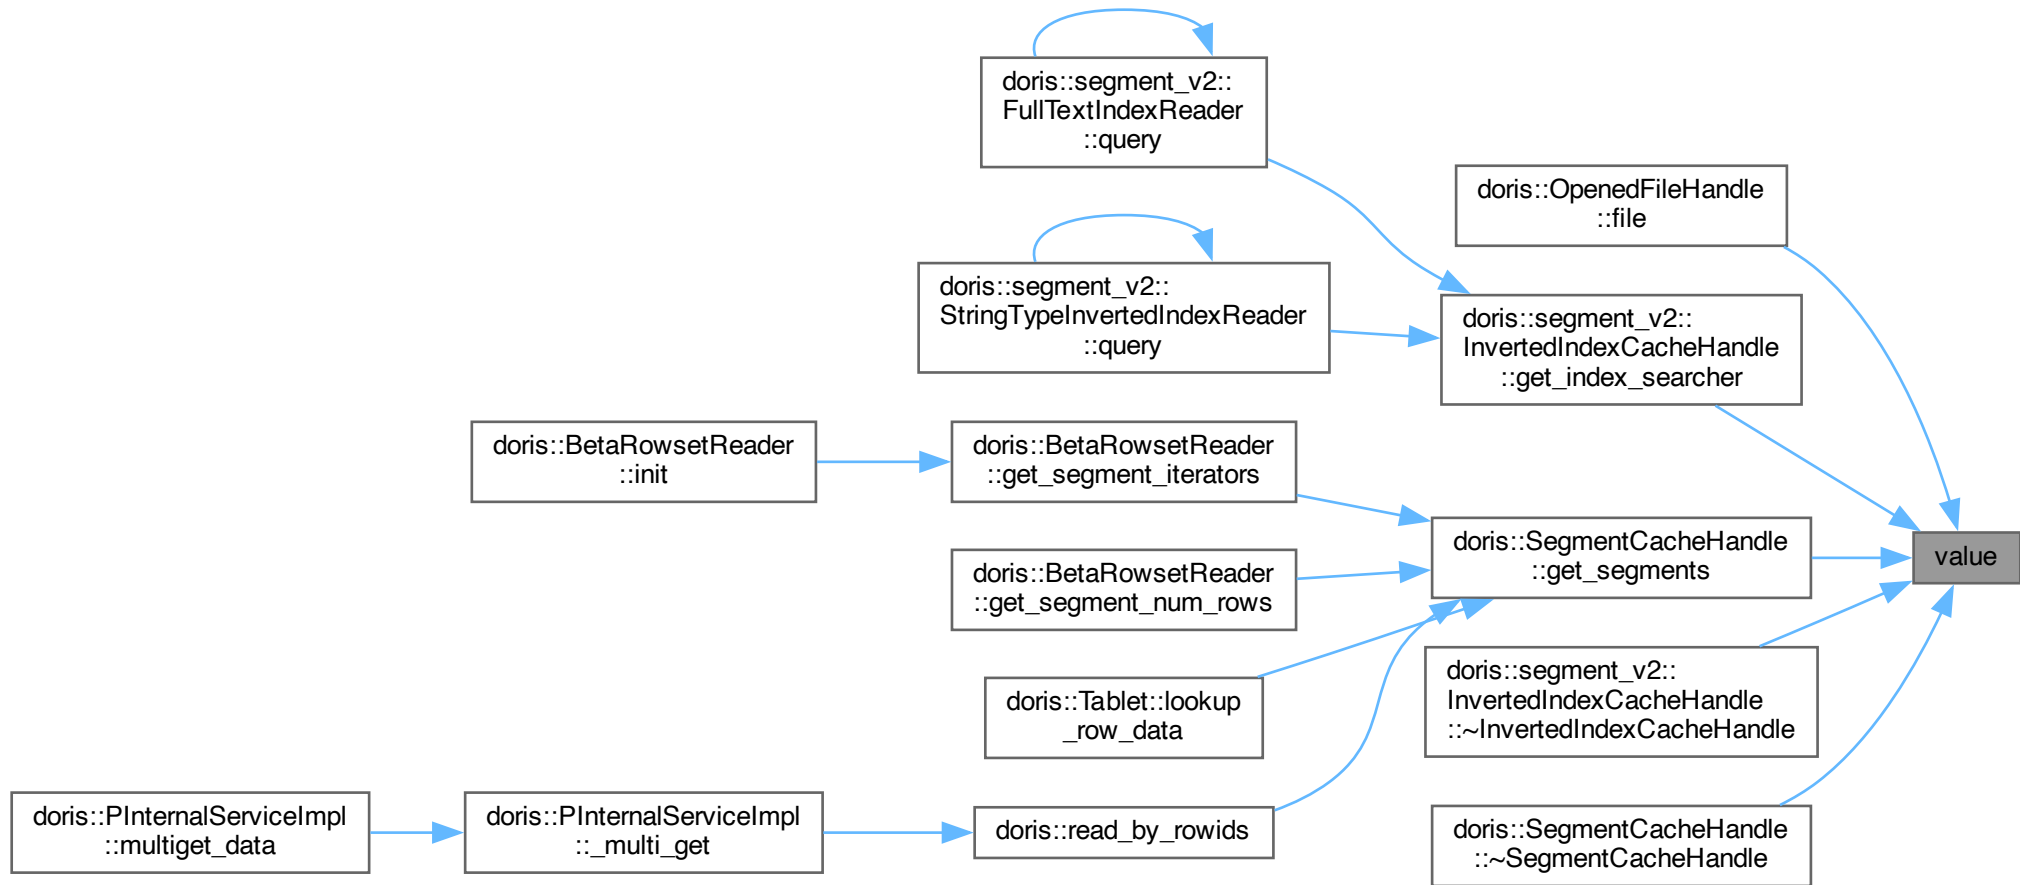 doris::segment_v2::
FullTextIndexReader
::query
doris::OpenedFileHandle
::file
doris::segment_v2::
StringTypeInvertedIndexReader
::query
doris::segment_v2::
InvertedIndexCacheHandle
::get_index_searcher
doris::BetaRowsetReader
::init
doris::BetaRowsetReader
::get_segment_iterators
doris::SegmentCacheHandle
::get_segments
value
doris::BetaRowsetReader
::get_segment_num_rows
doris::Tablet::lookup
_row_data
doris::segment_v2::
InvertedIndexCacheHandle
::~InvertedIndexCacheHandle
doris::PInternalServiceImpl
::multiget_data
doris::PInternalServiceImpl
::_multi_get
doris::read_by_rowids
doris::SegmentCacheHandle
::~SegmentCacheHandle